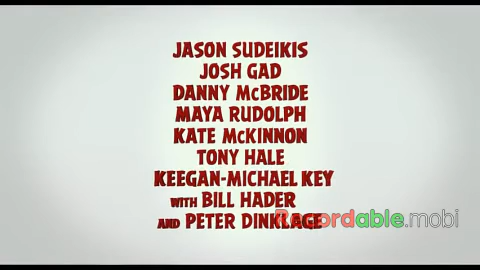 JASON SUDEIKIS
JOSH GAD
DANNY McBRIDE
MAYA RUDOLPH
KATE McKINNON
TONY HALE
KEEGAN-MICHAEL KEY
WITH BILL HADER
AND PETER DINKLAGE
Recordable.mobi